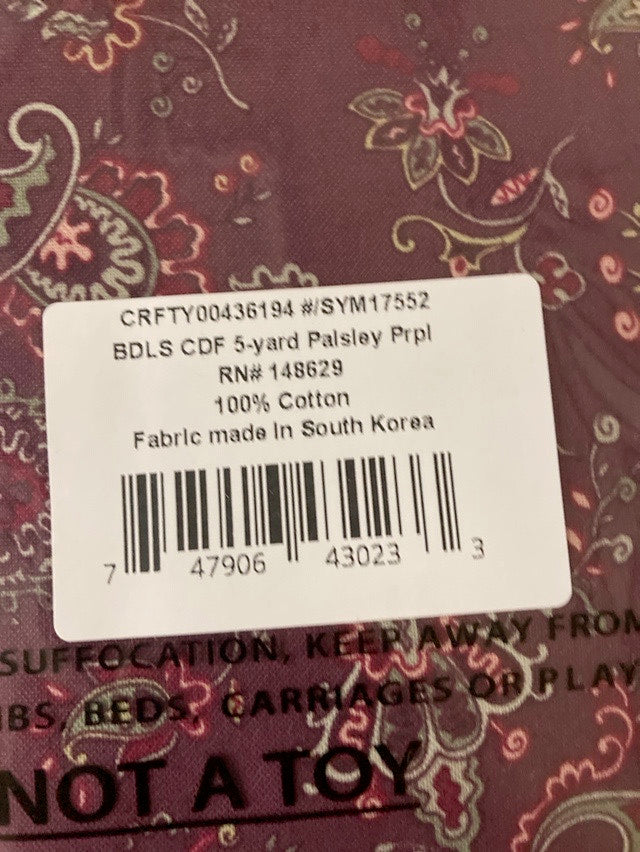 CRFTY00436194 #/SYM17552
BDLS CDF 5-yard Paisley Prpl
RN# 148629
100% Cotton
Fabric made in South Korea
7 47906 43023 3
SUFFOCATION, KEEP AWAY FROM
IBS, BEDS, CARRIAGES OR PLAY
NOT A TOY